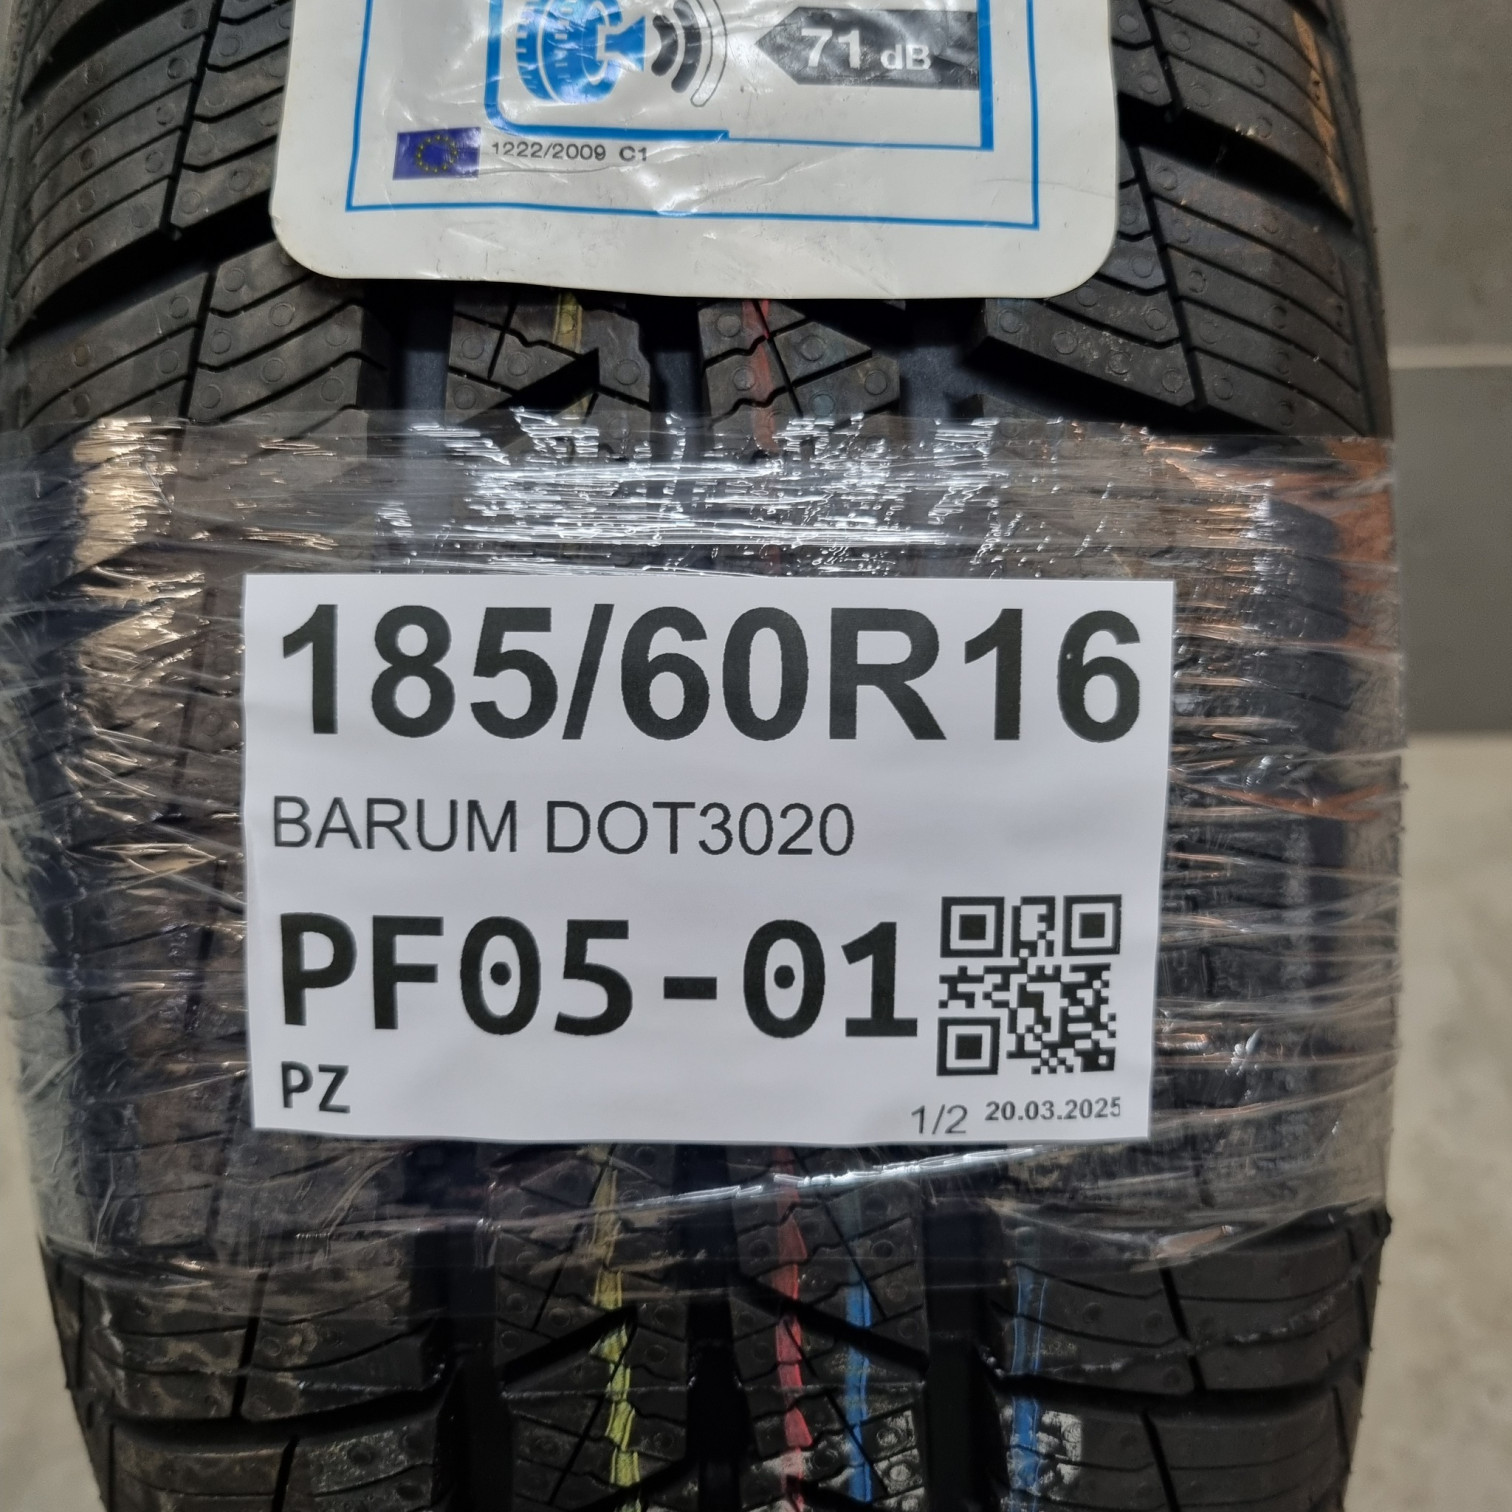 71 dB
1222/2009 C1
185/60R16
BARUM DOT3020
PF05-01
PZ
1/2 20.03.2025